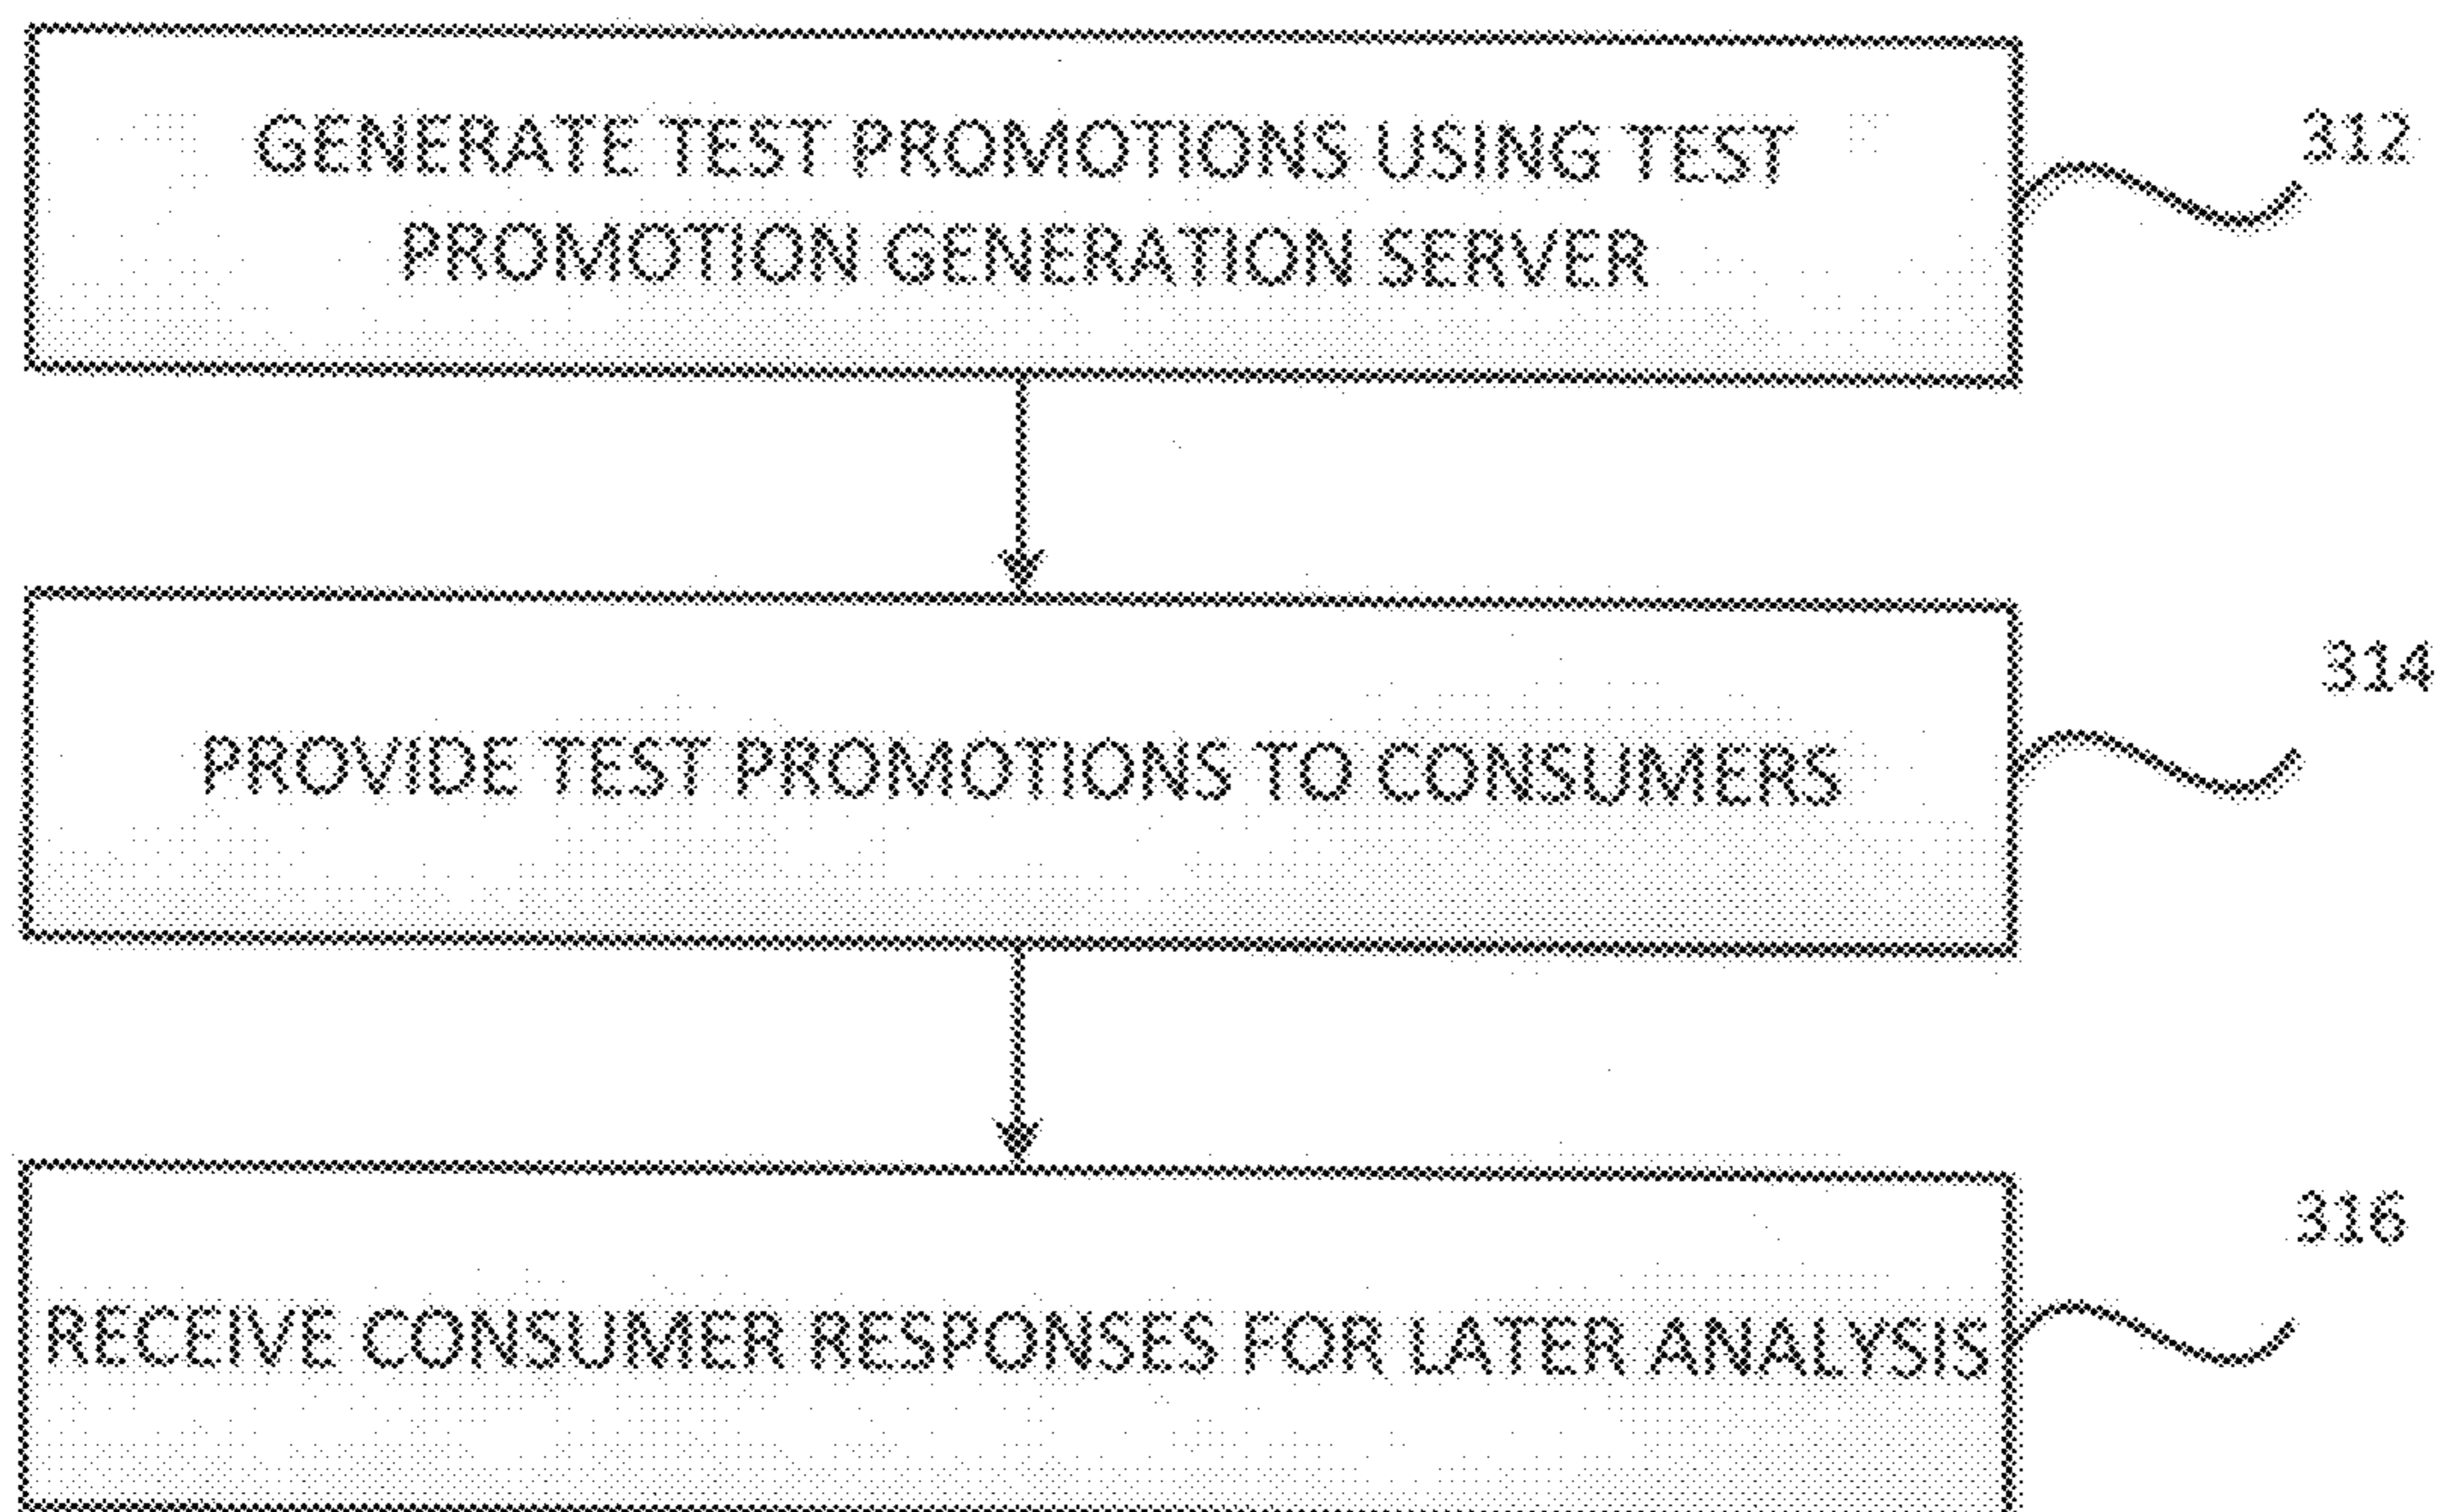 GENERATE TEST PROMOTIONS USING TEST
PROMOTION GENERATION SERVER
312
PROVIDE TEST PROMOTIONS TO CONSUMERS
314
RECEIVE CONSUMER RESPONSES FOR LATER ANALYSIS
316